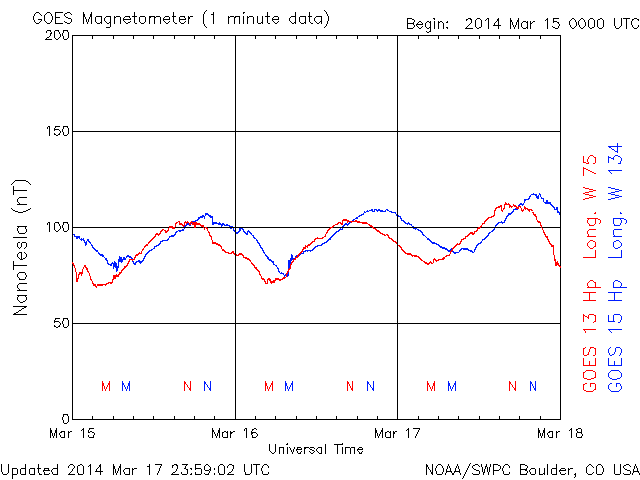 GOES Magnetometer (1 minute data)
Begin: 2014 Mar 15 0000 UTC
200
150
100
50
0
NanoTesla (nT)
M M N N M M N N M M N N
Mar 15 Mar 16 Mar 17 Mar 18
Universal Time
GOES 13 Hp Long. W 75
GOES 15 Hp Long. W 134
Updated 2014 Mar 17 23:59:02 UTC
NOAA/SWPC Boulder, CO USA